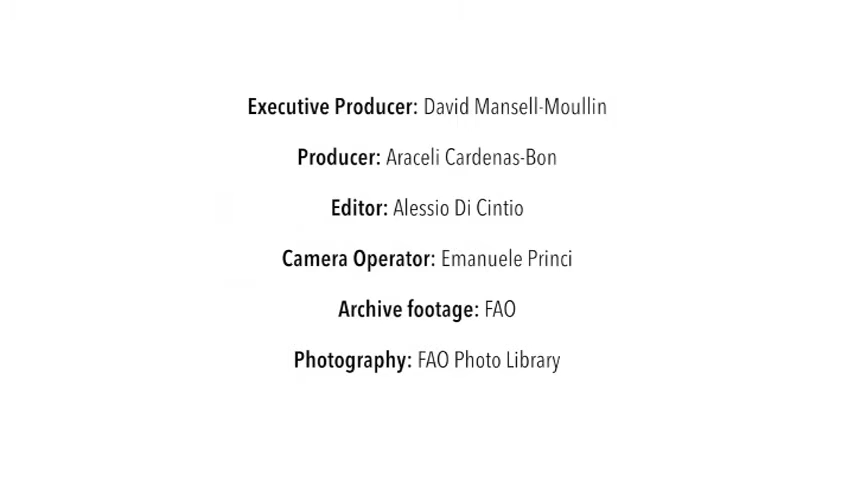 Executive Producer: David Mansell-Moullin
Producer: Araceli Cardenas-Bon
Editor: Alessio Di Cintio
Camera Operator: Emanuele Princi
Archive footage: FAO
Photography: FAO Photo Library